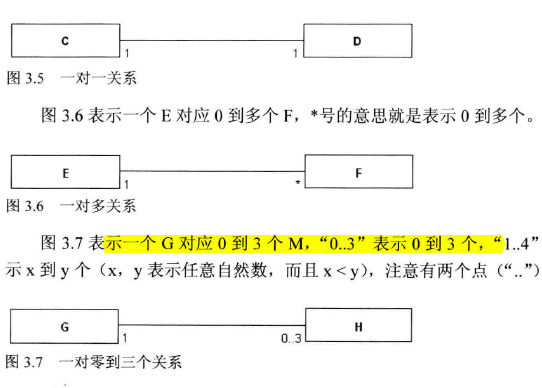 C D
1 1
图 3.5 一对一关系
图 3.6 表示一个 E 对应 0 到多个 F，*号的意思就是表示 0 到多个。
E F
1 *
图 3.6 一对多关系
图 3.7 表示一个 G 对应 0 到 3 个 M，“0..3”表示 0 到 3 个，“1..4”
示 x 到 y 个（x，y 表示任意自然数，而且 x < y），注意有两个点（“..”）
G H
1 0..3
图 3.7 一对零到三个关系